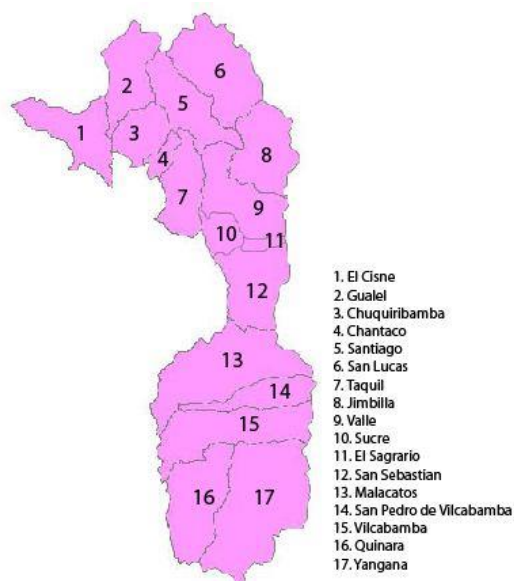 6
2
5
1
3
4
8
7
9
10
11
12
13
14
15
16
17
1. El Cisne
2. Gualel
3. Chuquiribamba
4. Chantaco
5. Santiago
6. San Lucas
7. Taquil
8. Jimbilla
9. Valle
10. Sucre
11. El Sagrario
12. San Sebastian
13. Malacatos
14. San Pedro de Vilcabamba
15. Vilcabamba
16. Quinara
17. Yangana